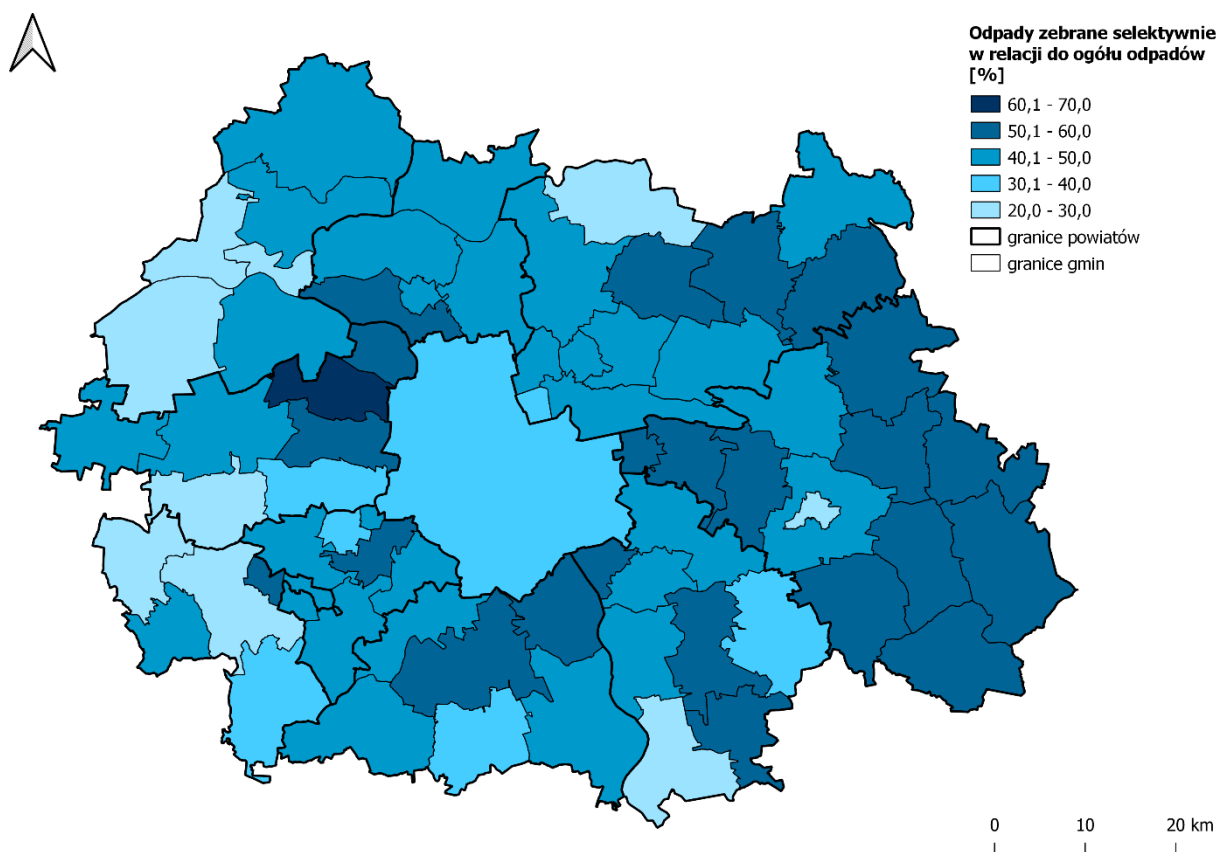 Odpady zebrane selektywnie
w relacji do ogółu odpadów
[%]
60,1 - 70,0
50,1 - 60,0
40,1 - 50,0
30,1 - 40,0
20,0 - 30,0
granice powiatów
granice gmin
0 10 20 km